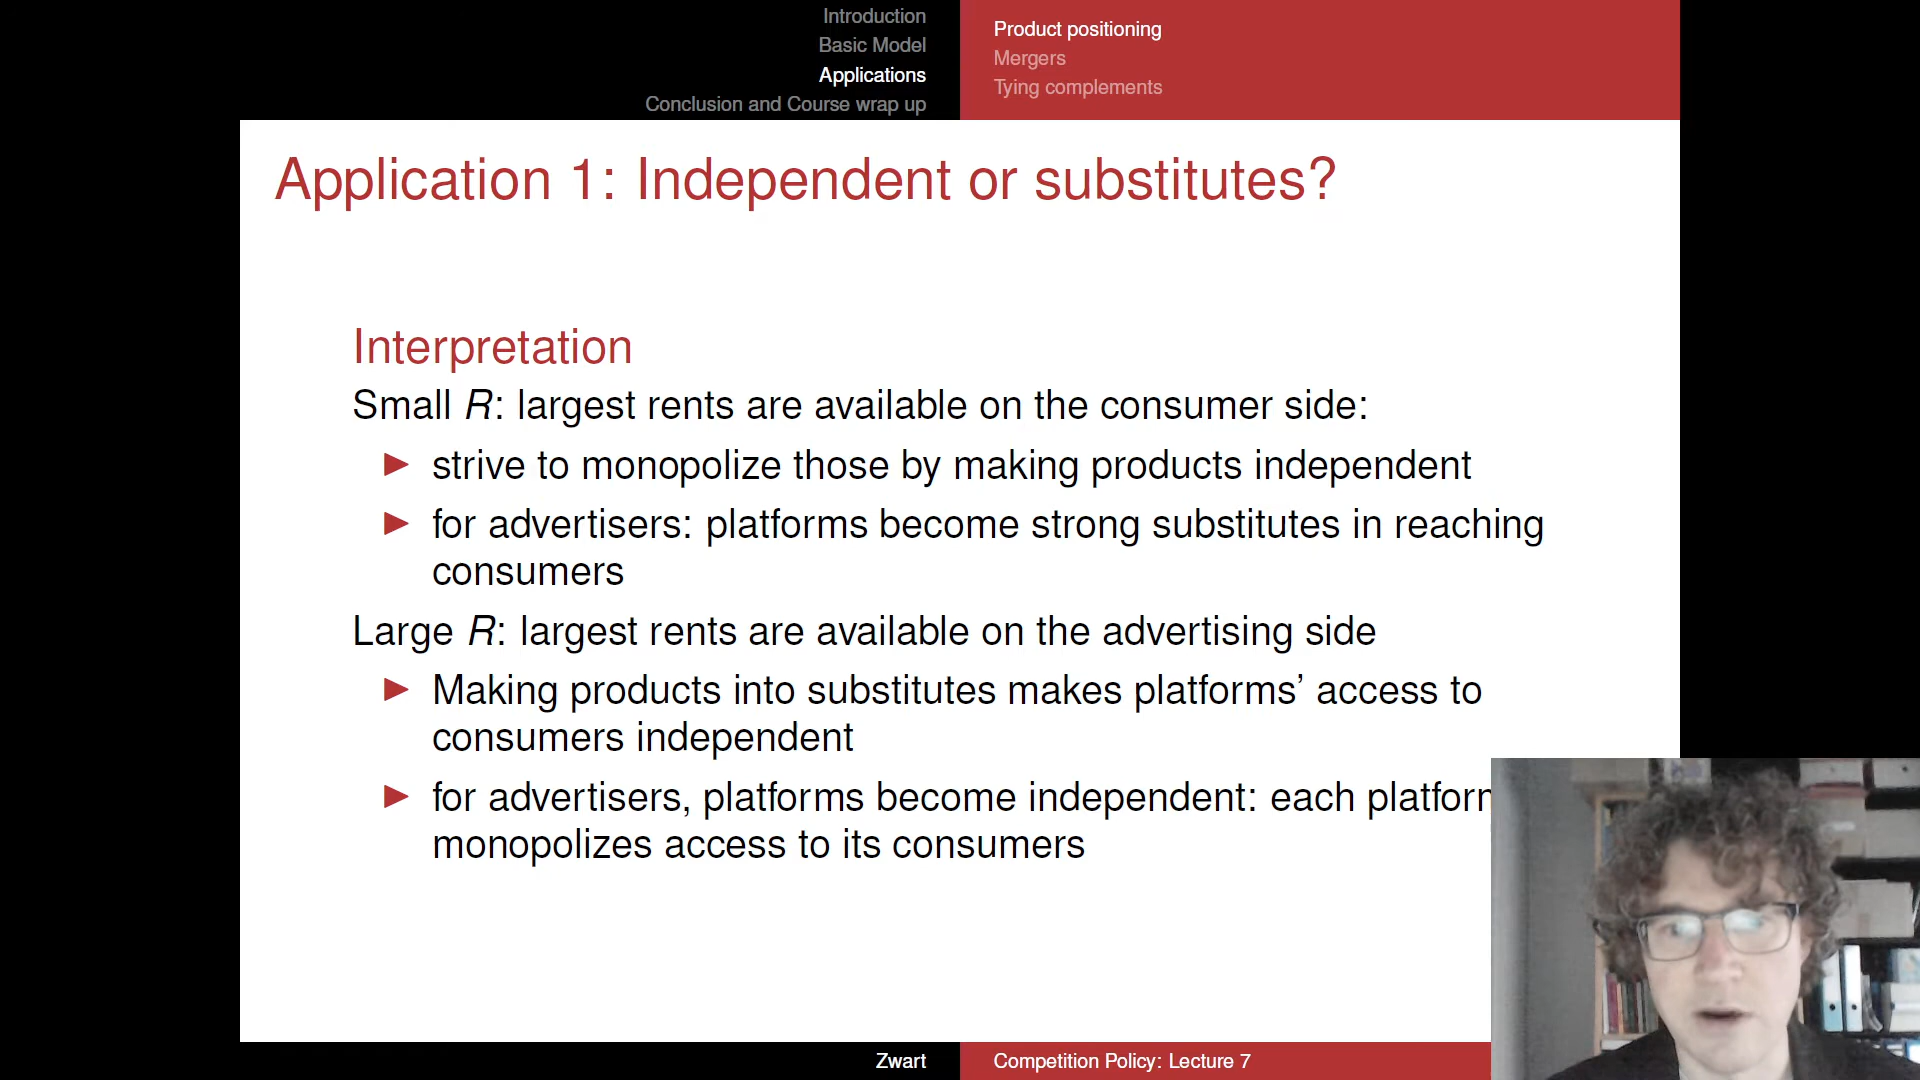 Introduction
Basic Model
Applications
Conclusion and Course wrap up
Product positioning
Mergers
Tying complements
Application 1: Independent or substitutes?
Interpretation
Small R: largest rents are available on the consumer side:
strive to monopolize those by making products independent
for advertisers: platforms become strong substitutes in reaching
consumers
Large R: largest rents are available on the advertising side
Making products into substitutes makes platforms’ access to
consumers independent
for advertisers, platforms become independent: each platform
monopolizes access to its consumers
Zwart
Competition Policy: Lecture 7